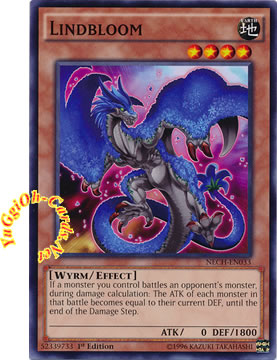 LINDBLOOM
EARTH
NECH-EN033
[WYRM/EFFECT]
If a monster you control battles an opponent's monster,
during damage calculation: The ATK of each monster in
that battle becomes equal to their current DEF, until the
end of the Damage Step.
ATK/ 0 DEF/1800
52339733 1st Edition ©1996 KAZUKI TAKAHASHI
YuGgiOh-Cards.Net